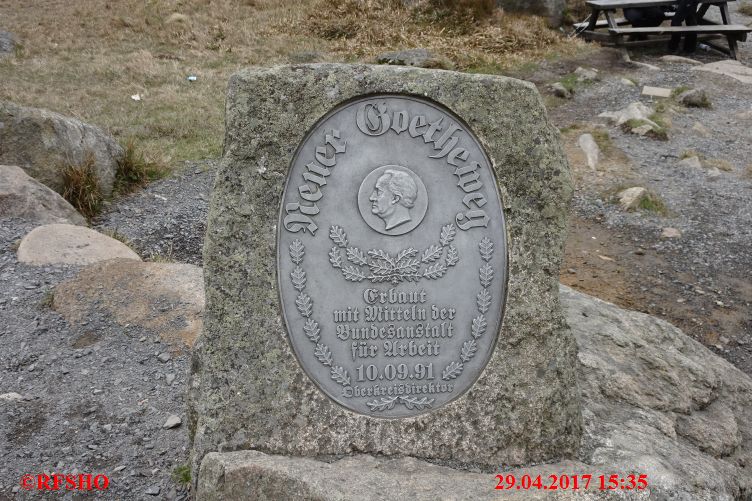 Neuer Goetheweg
Erbaut
mit Mitteln der
Bundesanstalt
für Arbeit
10.09.91
Oberkreisdirektor
©RFSHO
29.04.2017 15:35